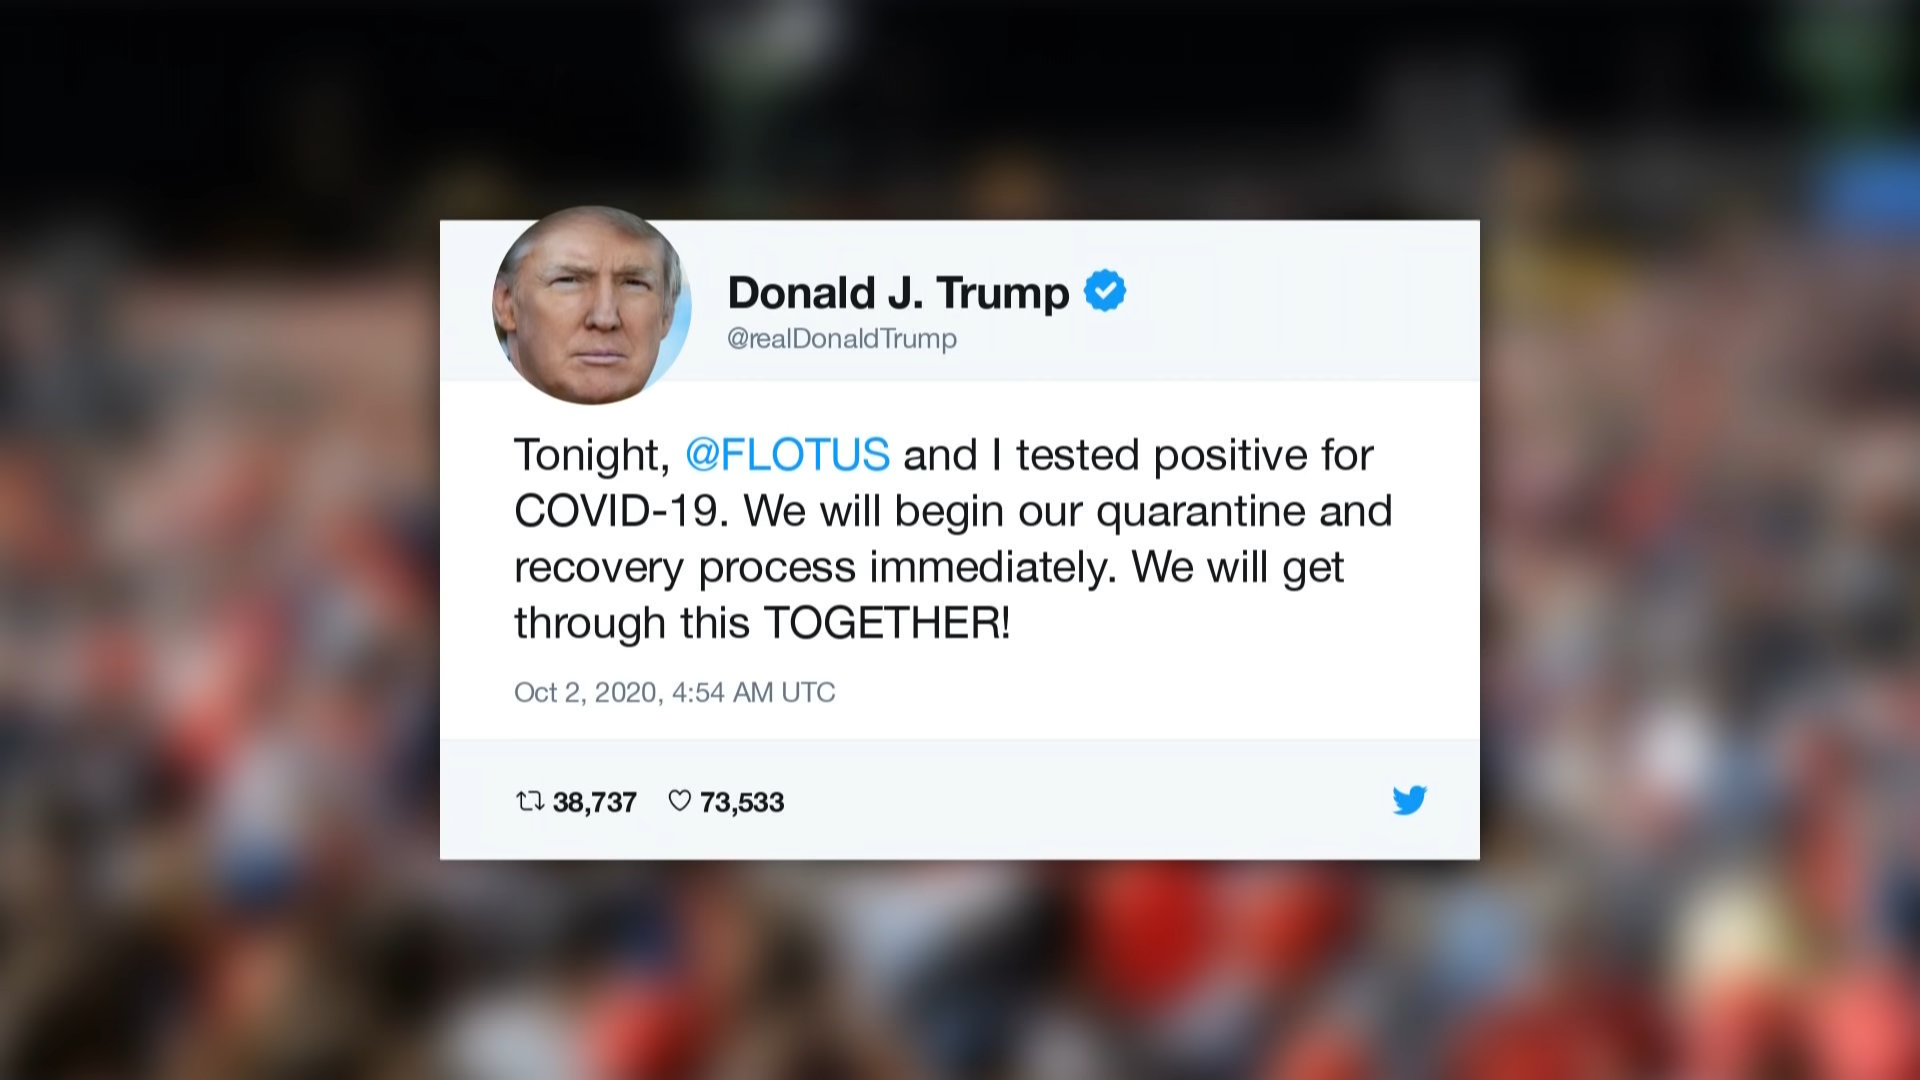 Donald J. Trump
@realDonaldTrump
Tonight, @FLOTUS and I tested positive for
COVID-19. We will begin our quarantine and
recovery process immediately. We will get
through this TOGETHER!
Oct 2, 2020, 4:54 AM UTC
38,737 73,533